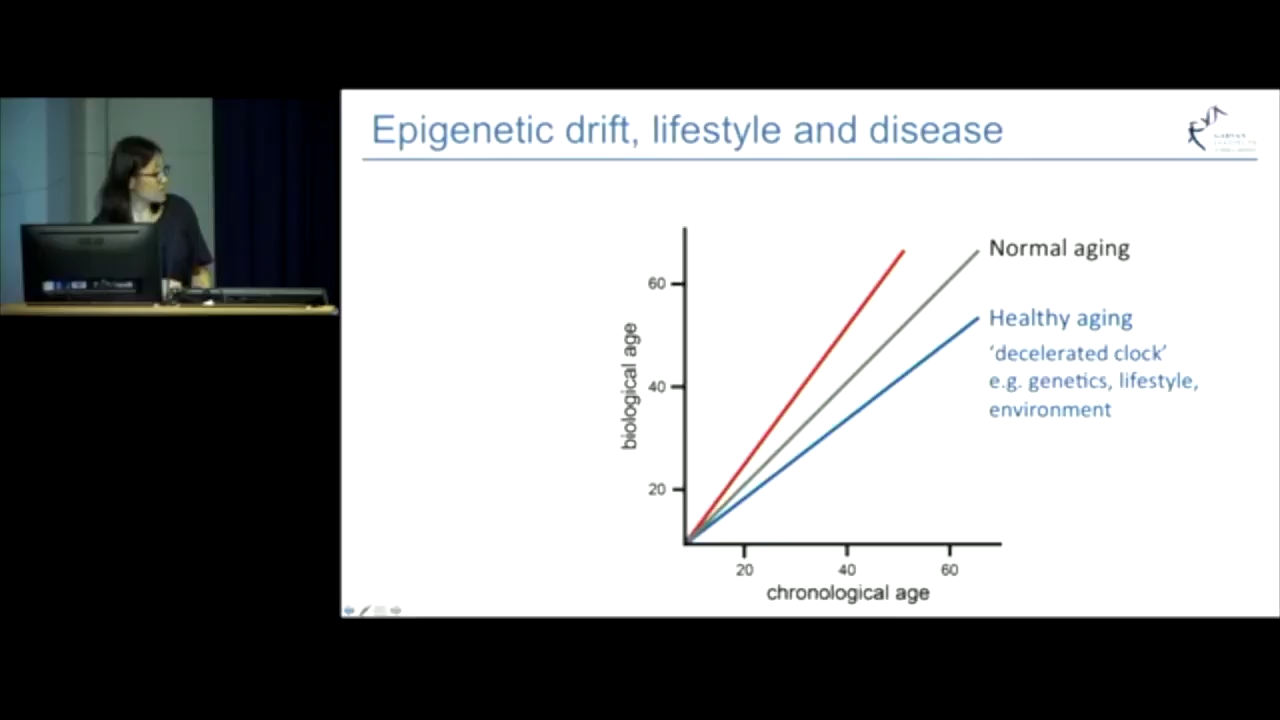 Epigenetic drift, lifestyle and disease
Normal aging
Healthy aging
‘decelerated clock’
e.g. genetics, lifestyle,
environment
biological age
60
40
20
20 40 60
chronological age